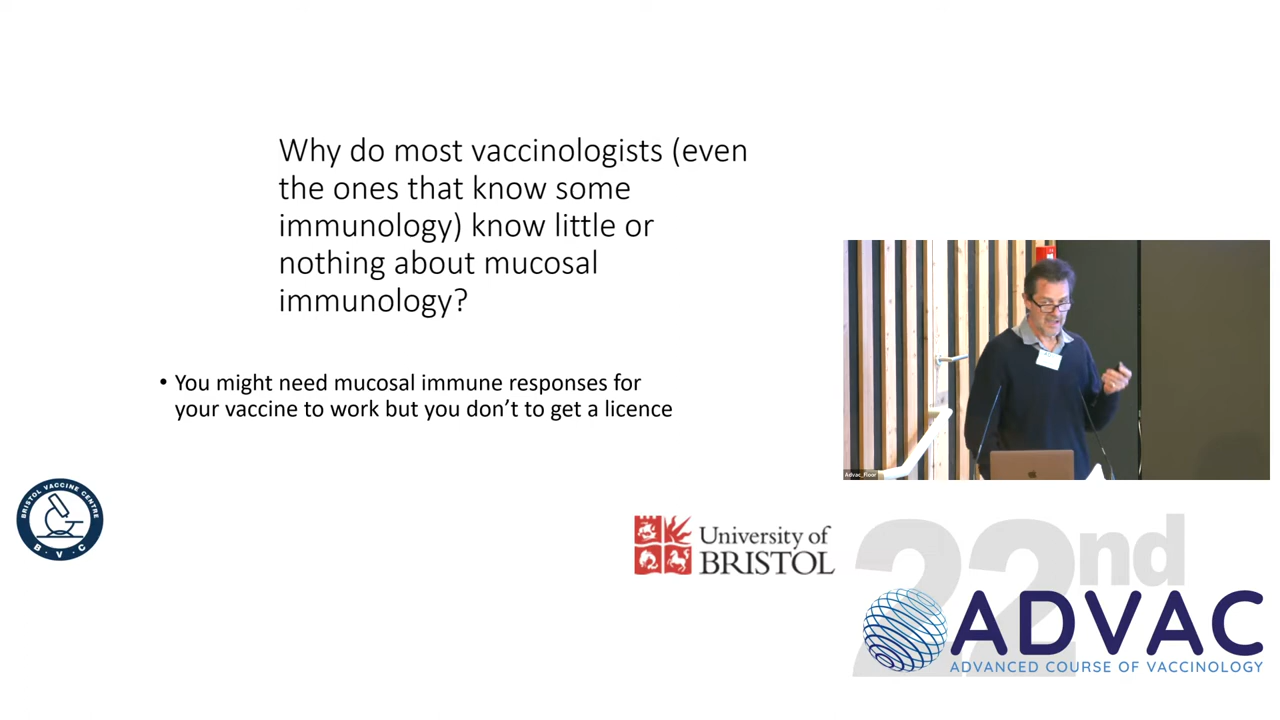 Why do most vaccinologists (even
the ones that know some
immunology) know little or
nothing about mucosal
immunology?
• You might need mucosal immune responses for
your vaccine to work but you don’t to get a licence
Advac_Floor
BRISTOL VACCINE CENTRE
B · V · C
University of
BRISTOL
22nd
ADVAC
ADVANCED COURSE OF VACCINOLOGY